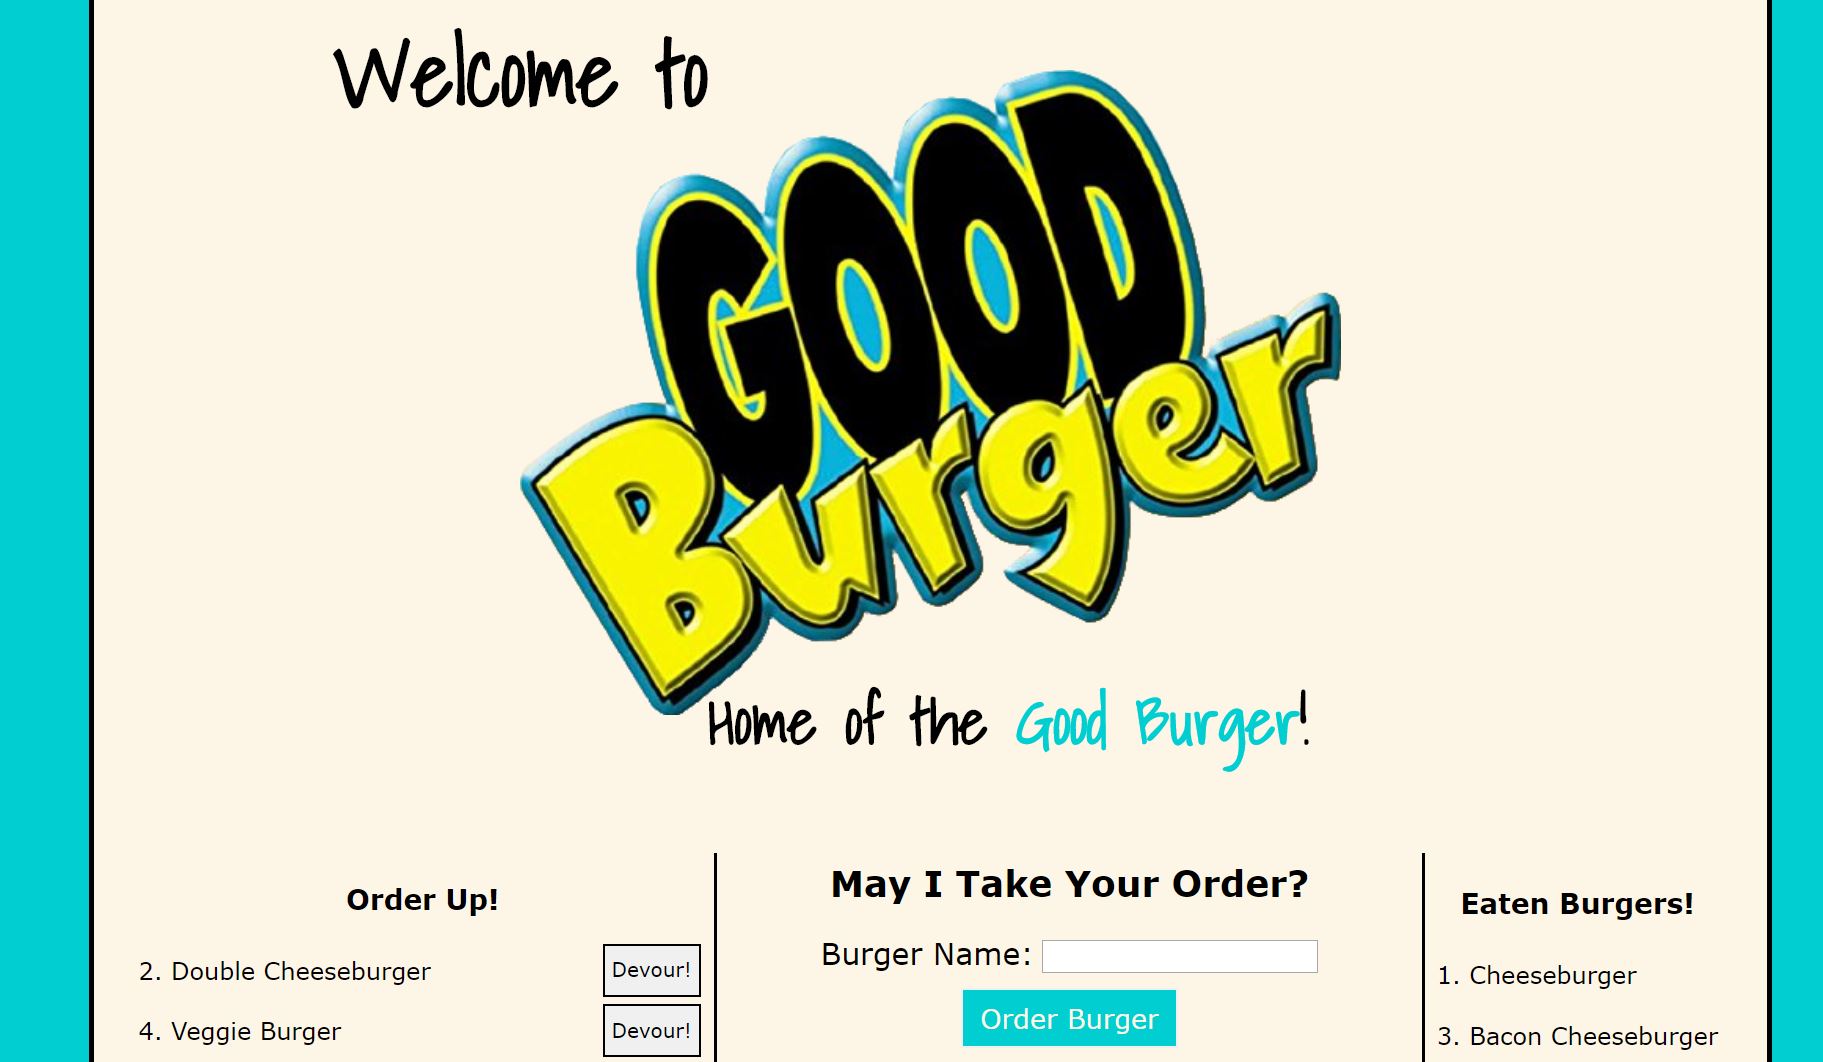 Welcome to
GOOD
Burger
Home of the Good Burger!
Order Up!
2. Double Cheeseburger
Devour!
4. Veggie Burger
Devour!
May I Take Your Order?
Burger Name:
Order Burger
Eaten Burgers!
1. Cheeseburger
3. Bacon Cheeseburger